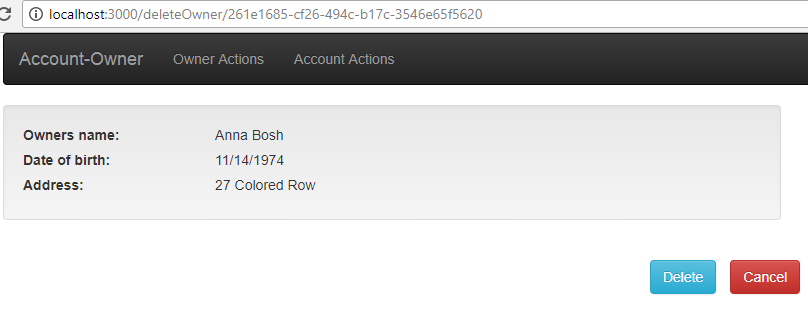 localhost:3000/deleteOwner/261e1685-cf26-494c-b17c-3546e65f5620
Account-Owner Owner Actions Account Actions
Owners name: Anna Bosh
Date of birth: 11/14/1974
Address: 27 Colored Row
Delete Cancel